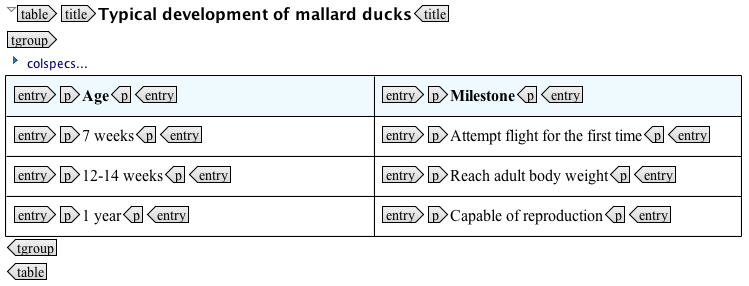 table title Typical development of mallard ducks title
tgroup
colspecs...
entry p Age p entry entry p Milestone p entry
entry p 7 weeks p entry entry p Attempt flight for the first time p entry
entry p 12-14 weeks p entry entry p Reach adult body weight p entry
entry p 1 year p entry entry p Capable of reproduction p entry
tgroup
table